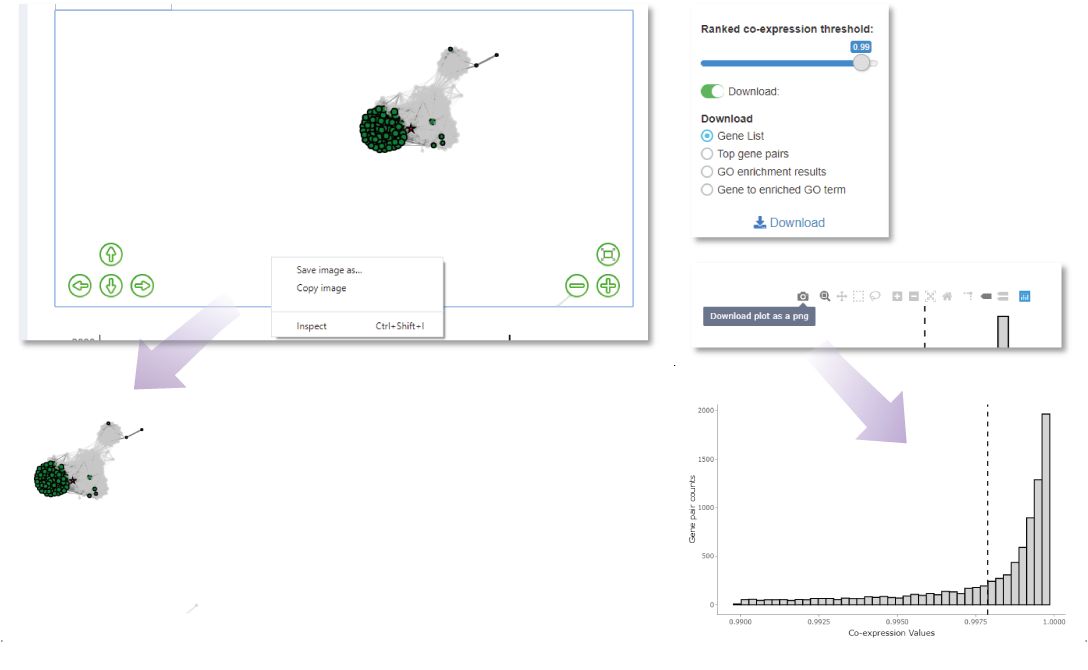 Save image as...
Copy image
Inspect Ctrl+Shift+I
Ranked co-expression threshold:
0.99
Download:
Download
Gene List
Top gene pairs
GO enrichment results
Gene to enriched GO term
Download
Download plot as a png
2000
1500
1000
500
0
Gene pair counts
0.9900 0.9925 0.9950 0.9975 1.0000
Co-expression Values